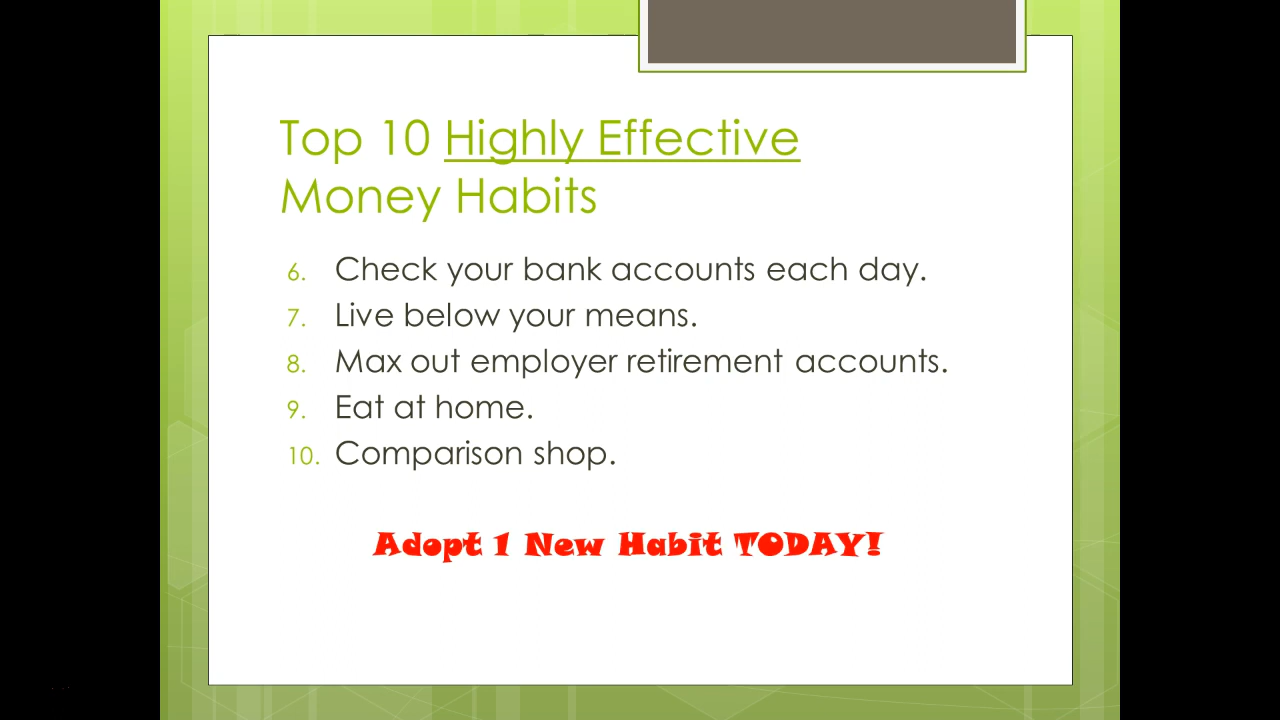 Top 10 Highly Effective
Money Habits
6. Check your bank accounts each day.
7. Live below your means.
8. Max out employer retirement accounts.
9. Eat at home.
10. Comparison shop.
Adopt 1 New Habit TODAY!